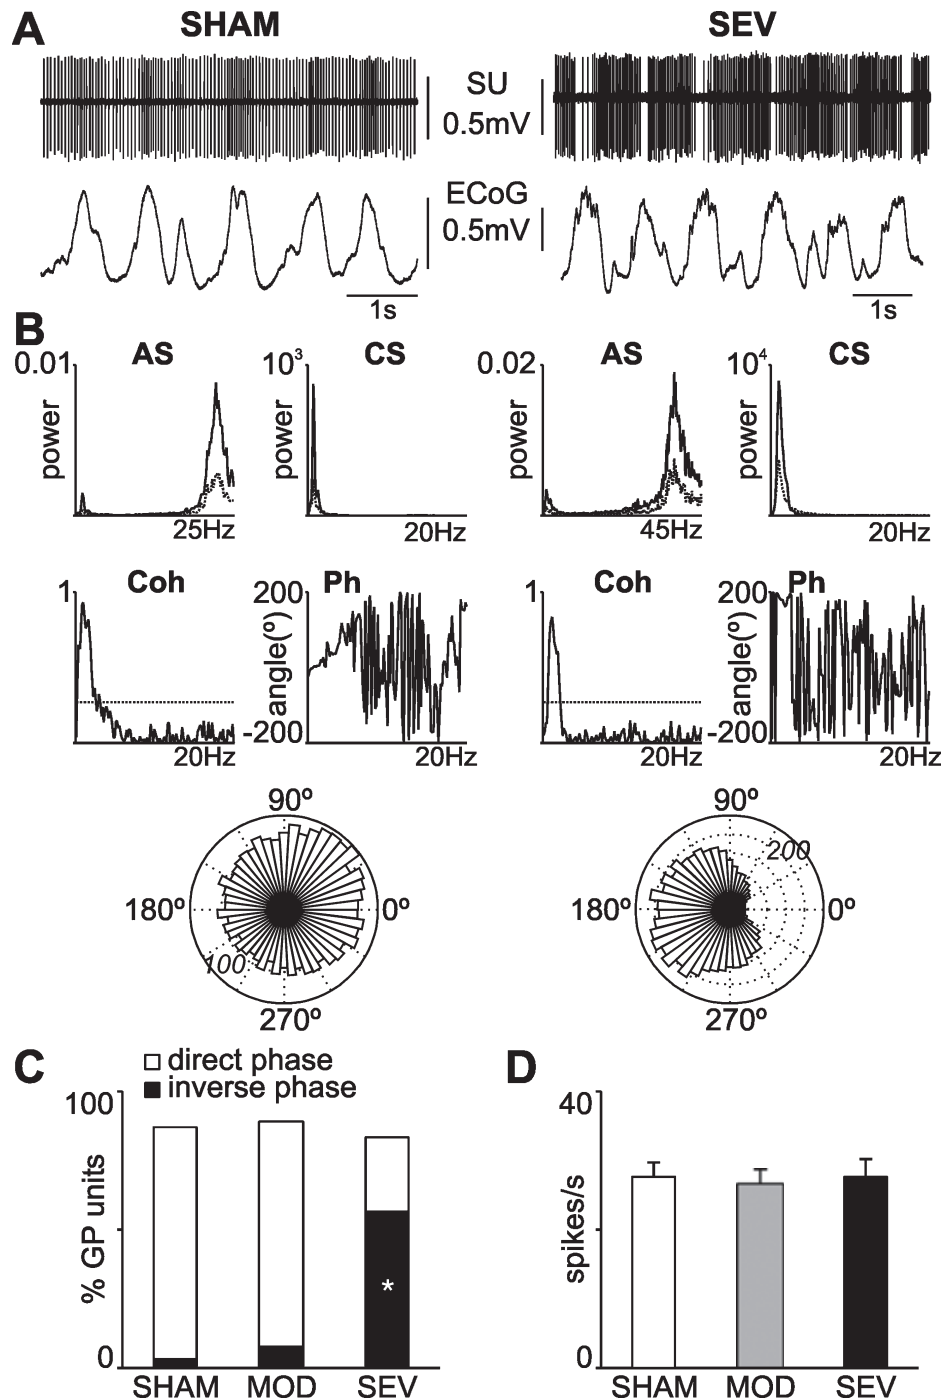 A
SHAM
SEV
SU
0.5mV
ECoG
0.5mV
1s
1s
B
AS
CS
AS
CS
0.01
power
25Hz
10³
power
20Hz
0.02
power
45Hz
10⁴
power
20Hz
Coh
Ph
Coh
Ph
1
20Hz
200
angle(º)
-200
20Hz
1
20Hz
200
angle(º)
-200
20Hz
90º
180º
0º
100
270º
90º
200
180º
0º
270º
C
direct phase
inverse phase
100
% GP units
0
*
SHAM MOD SEV
D
40
spikes/s
0
SHAM MOD SEV